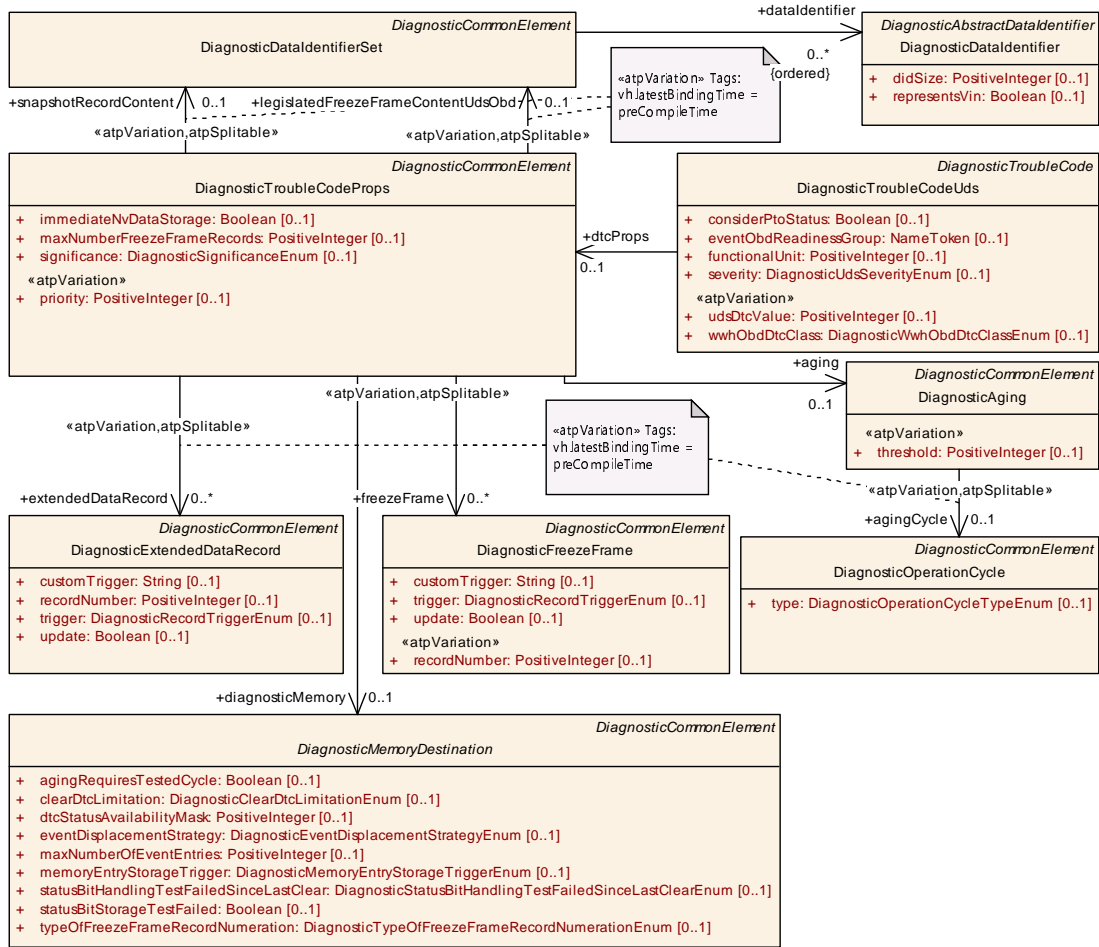 DiagnosticCommonElement
DiagnosticDataIdentifierSet
+dataIdentifier
0..*
{ordered}
DiagnosticAbstractDataIdentifier
DiagnosticDataIdentifier
+ didSize: PositiveInteger [0..1]
+ representsVin: Boolean [0..1]
«atpVariation» Tags:
vh.latestBindingTime =
preCompileTime
+snapshotRecordContent 0..1
+legislatedFreezeFrameContentUdsObd 0..1
«atpVariation,atpSplitable»
«atpVariation,atpSplitable»
DiagnosticCommonElement
DiagnosticTroubleCodeProps
+ immediateNvDataStorage: Boolean [0..1]
+ maxNumberFreezeFrameRecords: PositiveInteger [0..1]
+ significance: DiagnosticSignificanceEnum [0..1]
«atpVariation»
+ priority: PositiveInteger [0..1]
+dtcProps
0..1
DiagnosticTroubleCode
DiagnosticTroubleCodeUds
+ considerPtoStatus: Boolean [0..1]
+ eventObdReadinessGroup: NameToken [0..1]
+ functionalUnit: PositiveInteger [0..1]
+ severity: DiagnosticUdsSeverityEnum [0..1]
«atpVariation»
+ udsDtcValue: PositiveInteger [0..1]
+ wwhObdDtcClass: DiagnosticWwhObdDtcClassEnum [0..1]
+aging
0..1
DiagnosticCommonElement
DiagnosticAging
«atpVariation»
+ threshold: PositiveInteger [0..1]
«atpVariation,atpSplitable»
«atpVariation,atpSplitable»
«atpVariation» Tags:
vh.latestBindingTime =
preCompileTime
«atpVariation,atpSplitable»
+agingCycle 0..1
+extendedDataRecord 0..*
+freezeFrame 0..*
DiagnosticCommonElement
DiagnosticExtendedDataRecord
+ customTrigger: String [0..1]
+ recordNumber: PositiveInteger [0..1]
+ trigger: DiagnosticRecordTriggerEnum [0..1]
+ update: Boolean [0..1]
DiagnosticCommonElement
DiagnosticFreezeFrame
+ customTrigger: String [0..1]
+ trigger: DiagnosticRecordTriggerEnum [0..1]
+ update: Boolean [0..1]
«atpVariation»
+ recordNumber: PositiveInteger [0..1]
DiagnosticCommonElement
DiagnosticOperationCycle
+ type: DiagnosticOperationCycleTypeEnum [0..1]
+diagnosticMemory 0..1
DiagnosticCommonElement
DiagnosticMemoryDestination
+ agingRequiresTestedCycle: Boolean [0..1]
+ clearDtcLimitation: DiagnosticClearDtcLimitationEnum [0..1]
+ dtcStatusAvailabilityMask: PositiveInteger [0..1]
+ eventDisplacementStrategy: DiagnosticEventDisplacementStrategyEnum [0..1]
+ maxNumberOfEventEntries: PositiveInteger [0..1]
+ memoryEntryStorageTrigger: DiagnosticMemoryEntryStorageTriggerEnum [0..1]
+ statusBitHandlingTestFailedSinceLastClear: DiagnosticStatusBitHandlingTestFailedSinceLastClearEnum [0..1]
+ statusBitStorageTestFailed: Boolean [0..1]
+ typeOfFreezeFrameRecordNumeration: DiagnosticTypeOfFreezeFrameRecordNumerationEnum [0..1]